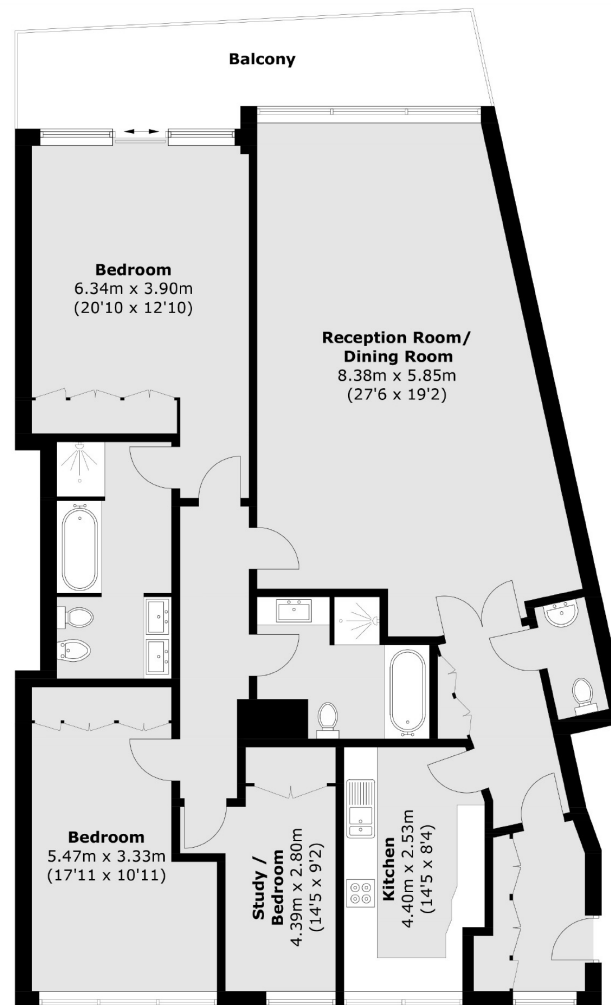 Balcony
Bedroom
6.34m x 3.90m
(20'10 x 12'10)
Reception Room/
Dining Room
8.38m x 5.85m
(27'6 x 19'2)
Bedroom
5.47m x 3.33m
(17'11 x 10'11)
Study /
Bedroom
4.39m x 2.80m
(14'5 x 9'2)
Kitchen
4.40m x 2.53m
(14'5 x 8'4)